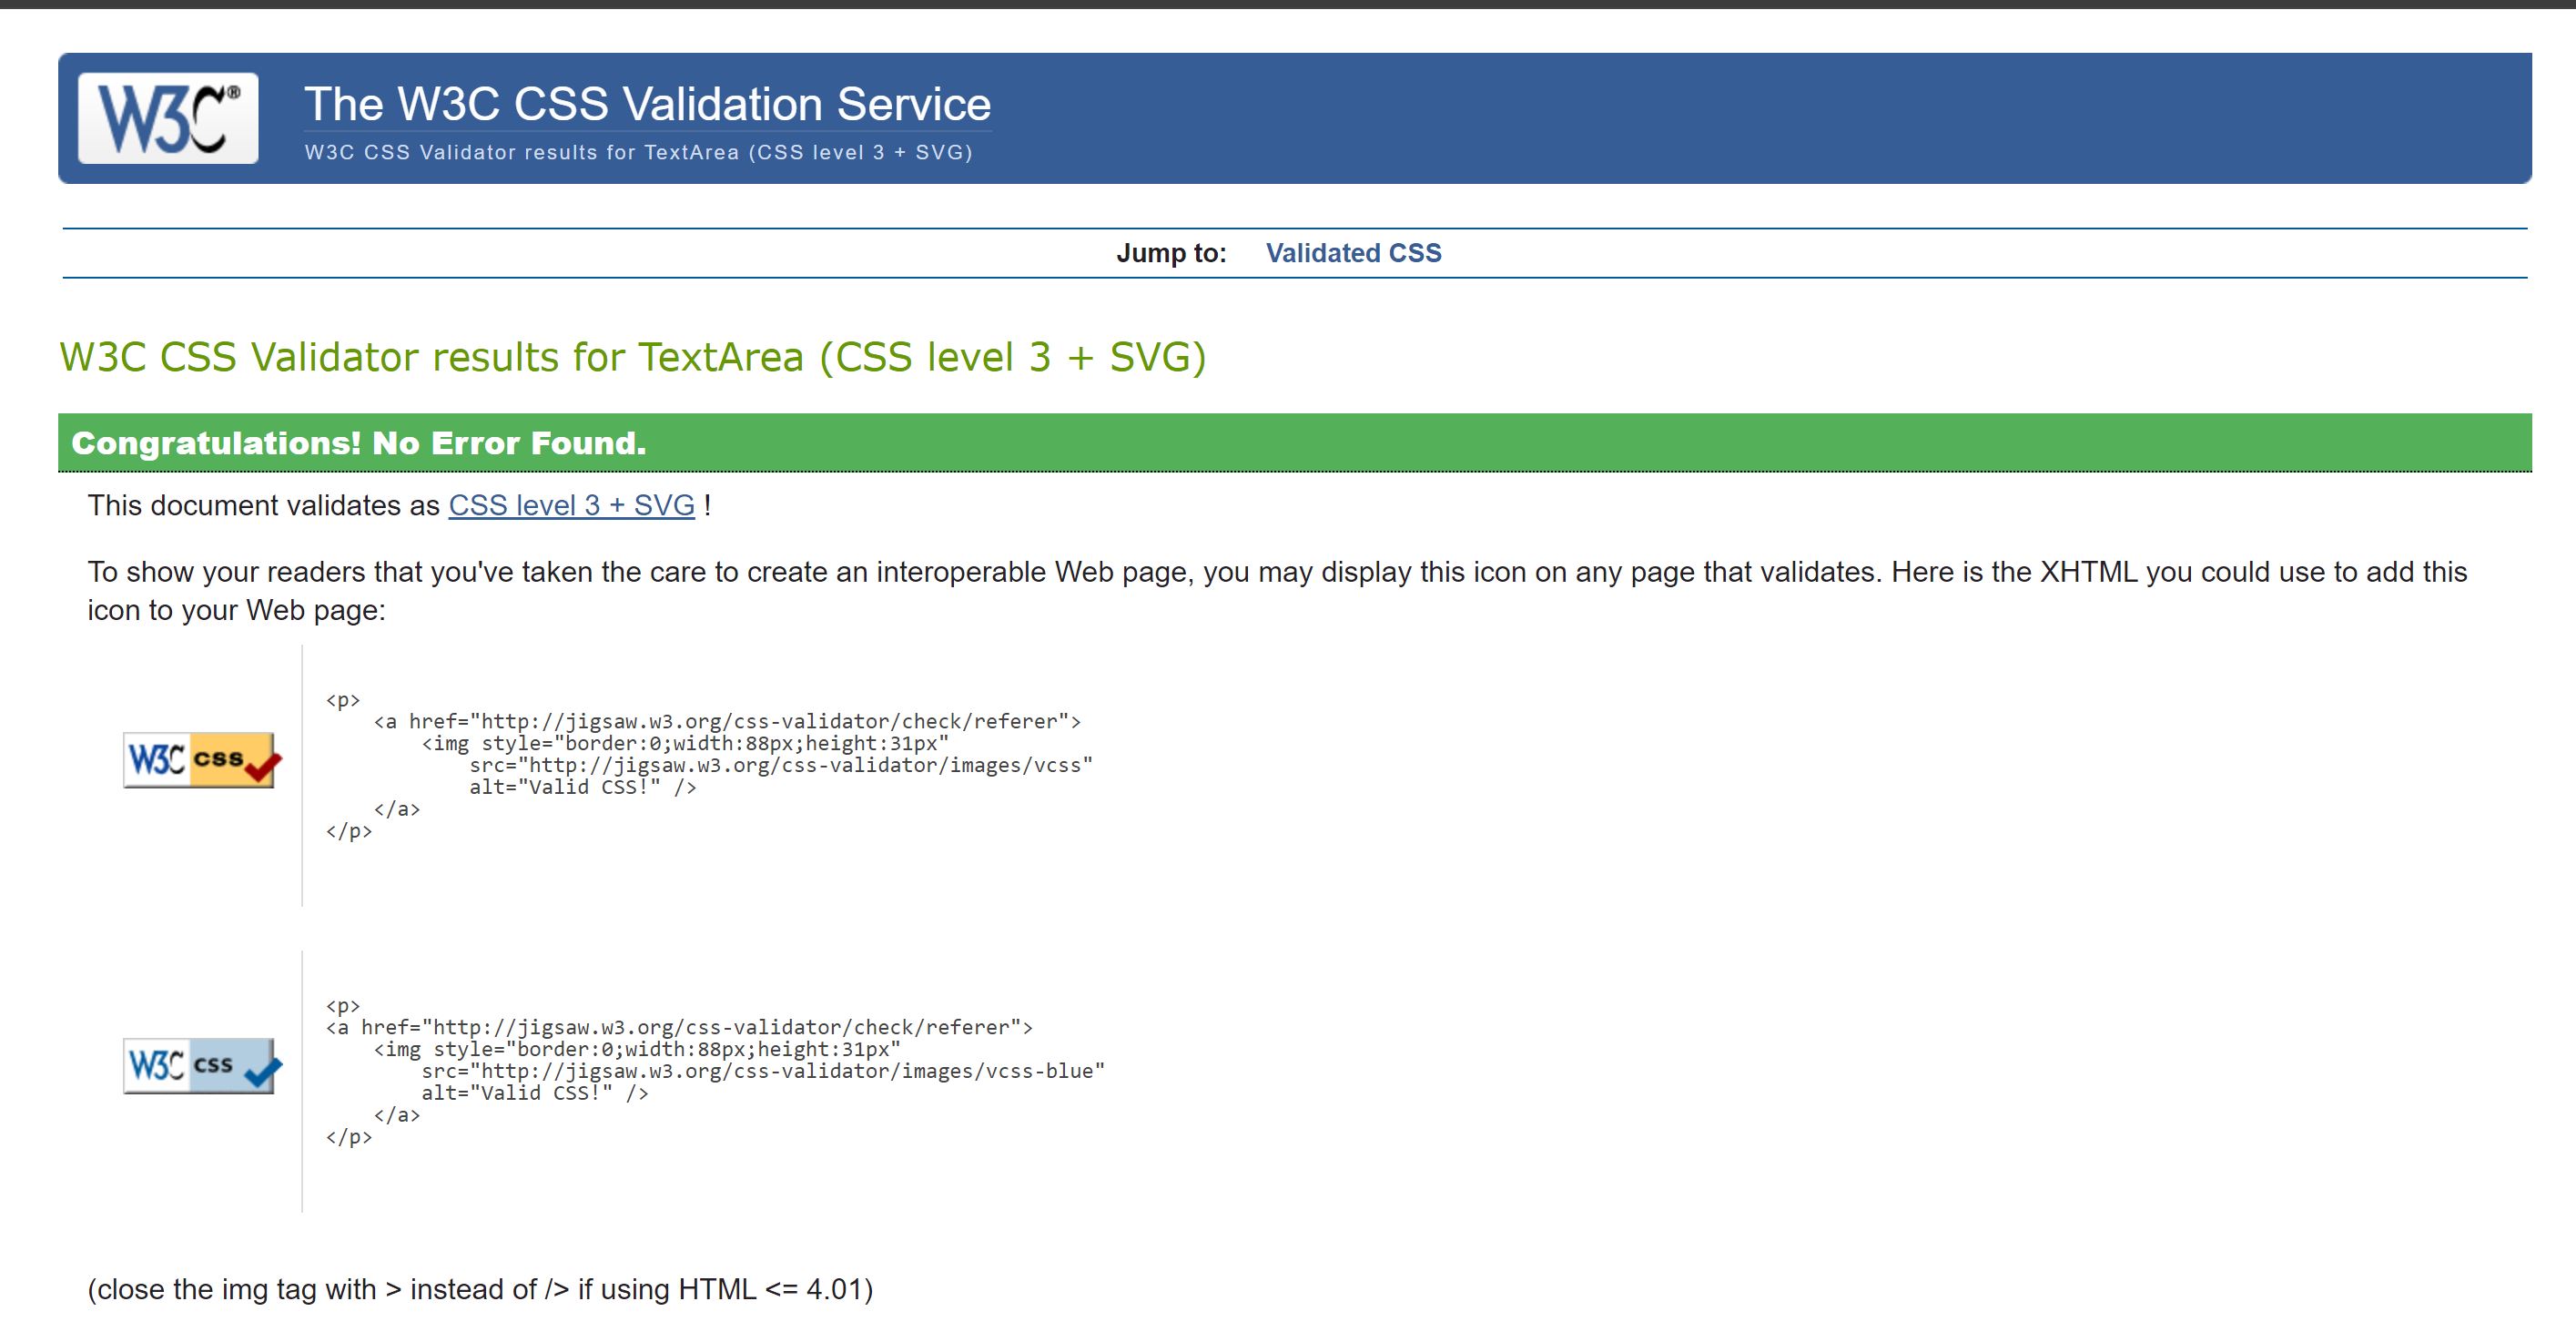 W3C®
The W3C CSS Validation Service
W3C CSS Validator results for TextArea (CSS level 3 + SVG)
Jump to: Validated CSS
W3C CSS Validator results for TextArea (CSS level 3 + SVG)
Congratulations! No Error Found.
This document validates as CSS level 3 + SVG !
To show your readers that you've taken the care to create an interoperable Web page, you may display this icon on any page that validates. Here is the XHTML you could use to add this
icon to your Web page:
W3C css
<p>
    <a href="http://jigsaw.w3.org/css-validator/check/referer">
        <img style="border:0;width:88px;height:31px"
            src="http://jigsaw.w3.org/css-validator/images/vcss"
            alt="Valid CSS!" />
    </a>
</p>
W3C css
<p>
<a href="http://jigsaw.w3.org/css-validator/check/referer">
    <img style="border:0;width:88px;height:31px"
        src="http://jigsaw.w3.org/css-validator/images/vcss-blue"
        alt="Valid CSS!" />
    </a>
</p>
(close the img tag with > instead of /> if using HTML <= 4.01)